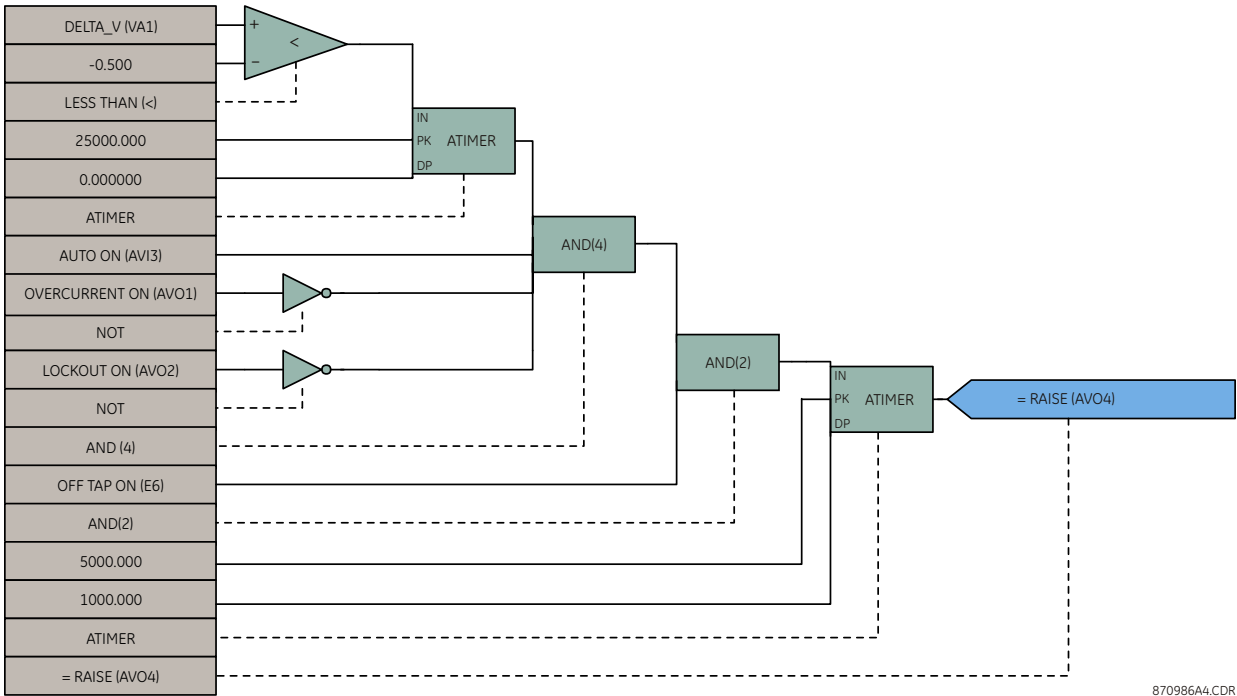 DELTA_V (VA1)
-0.500
LESS THAN (<)
25000.000
0.000000
ATIMER
AUTO ON (AVI3)
OVERCURRENT ON (AVO1)
NOT
LOCKOUT ON (AVO2)
NOT
AND (4)
OFF TAP ON (E6)
AND(2)
5000.000
1000.000
ATIMER
= RAISE (AVO4)
+
<
−
IN
PK ATIMER
DP
AND(4)
AND(2)
IN
PK ATIMER
DP
= RAISE (AVO4)
870986A4.CDR